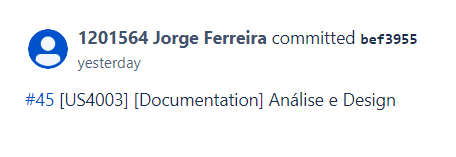 1201564 Jorge Ferreira committed bef3955
yesterday
#45 [US4003] [Documentation] Análise e Design